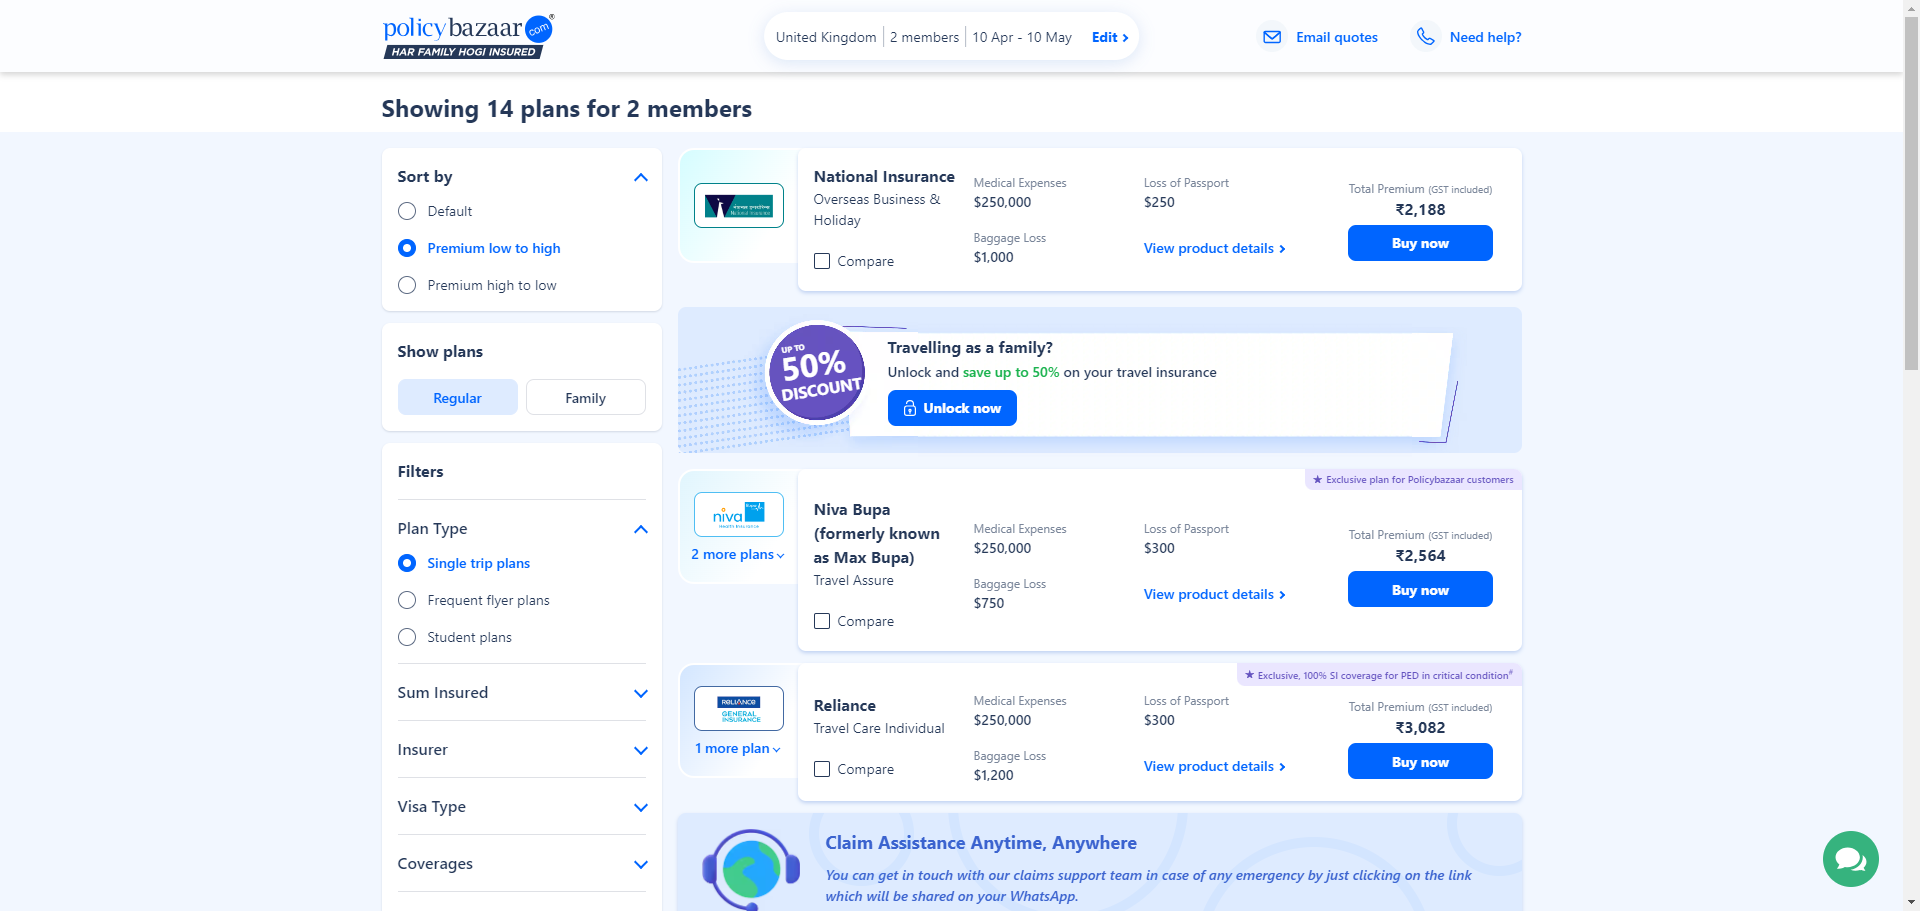 policybazaar.com
HAR FAMILY HOGI INSURED
United Kingdom 2 members 10 Apr - 10 May Edit
Email quotes
Need help?
Showing 14 plans for 2 members
Sort by
Default
Premium low to high
Premium high to low
Show plans
Regular
Family
Filters
Plan Type
Single trip plans
Frequent flyer plans
Student plans
Sum Insured
Insurer
Visa Type
Coverages
National Insurance
National Insurance
Overseas Business &
Holiday
Compare
Medical Expenses
$250,000
Baggage Loss
$1,000
Loss of Passport
$250
View product details
Total Premium (GST included)
₹2,188
Buy now
UP TO
50%
DISCOUNT
Travelling as a family?
Unlock and save up to 50% on your travel insurance
Unlock now
Exclusive plan for Policybazaar customers
niva Bupa
Health Insurance
2 more plans
Niva Bupa
(formerly known
as Max Bupa)
Travel Assure
Compare
Medical Expenses
$250,000
Baggage Loss
$750
Loss of Passport
$300
View product details
Total Premium (GST included)
₹2,564
Buy now
Exclusive, 100% SI coverage for PED in critical condition#
RELIANCE
GENERAL
INSURANCE
1 more plan
Reliance
Travel Care Individual
Compare
Medical Expenses
$250,000
Baggage Loss
$1,200
Loss of Passport
$300
View product details
Total Premium (GST included)
₹3,082
Buy now
Claim Assistance Anytime, Anywhere
You can get in touch with our claims support team in case of any emergency by just clicking on the link
which will be shared on your WhatsApp.